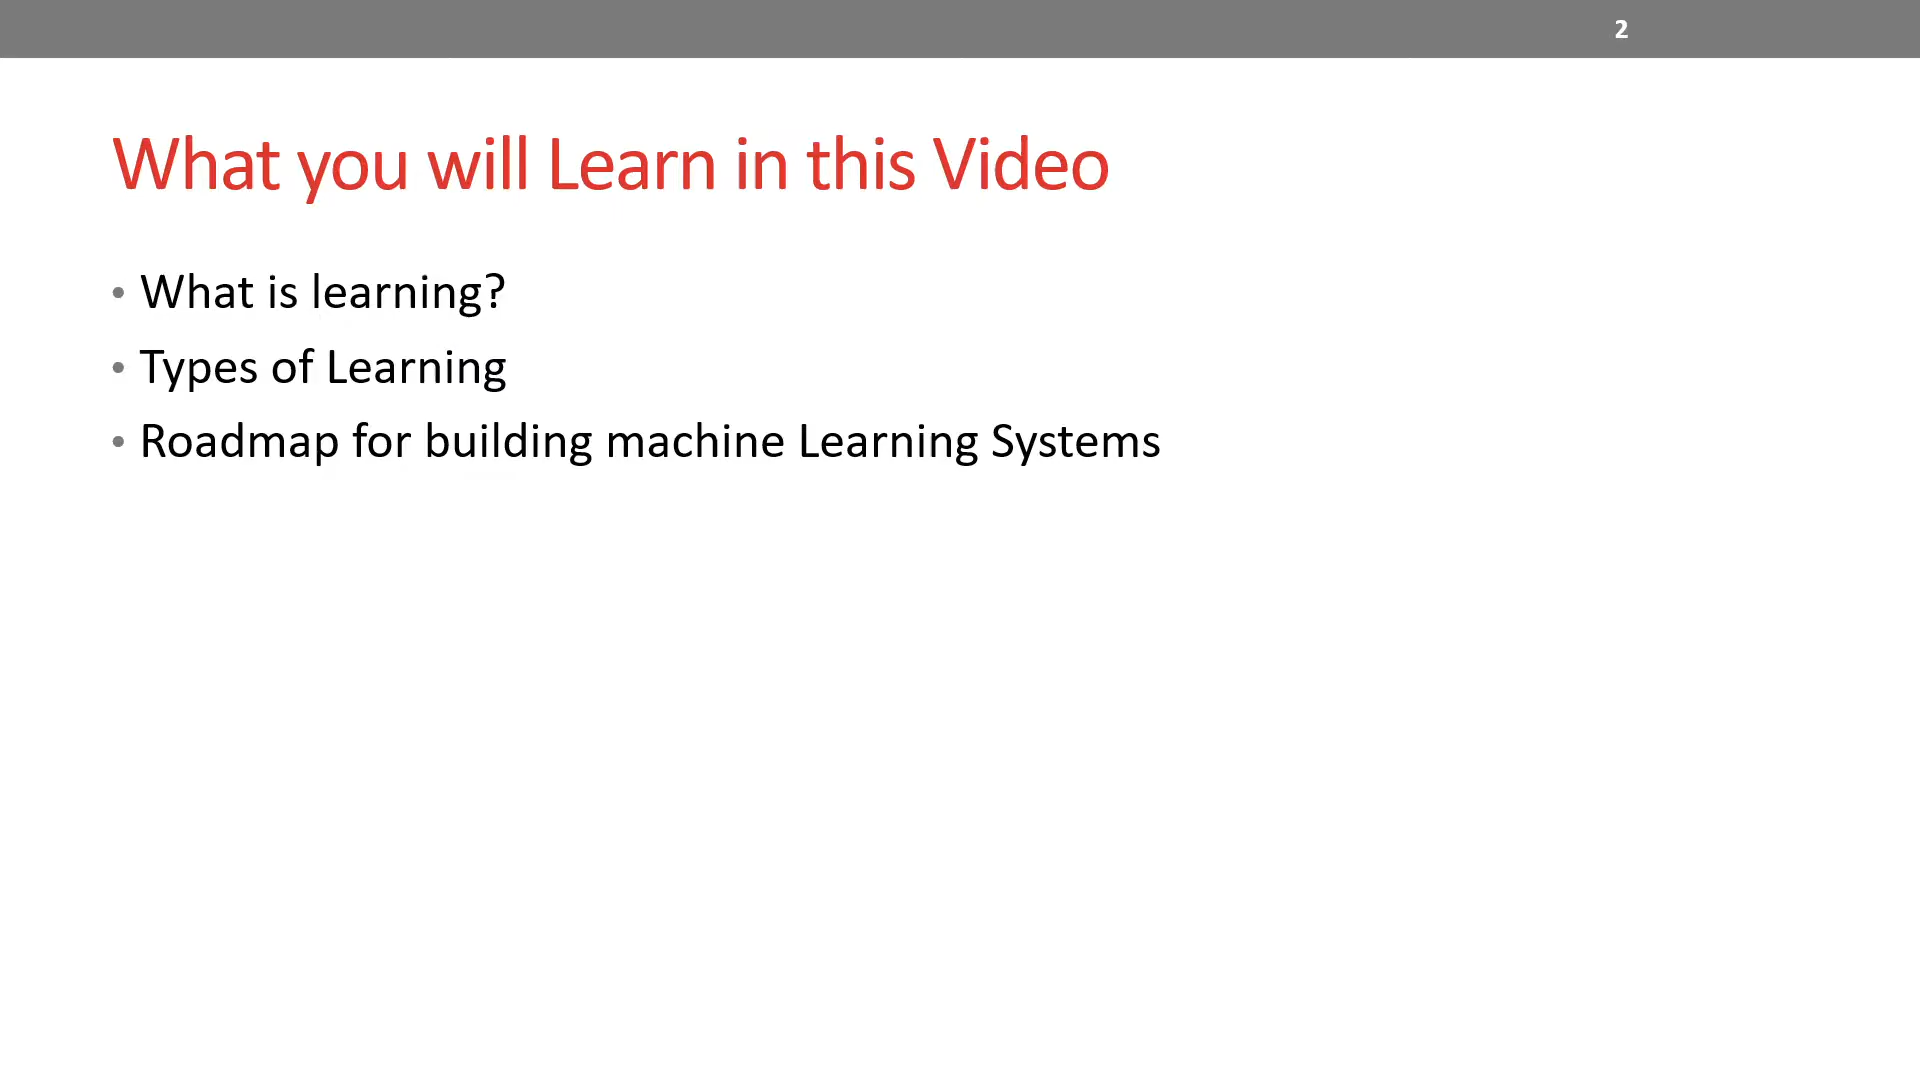 2
What you will Learn in this Video
• What is learning?
• Types of Learning
• Roadmap for building machine Learning Systems